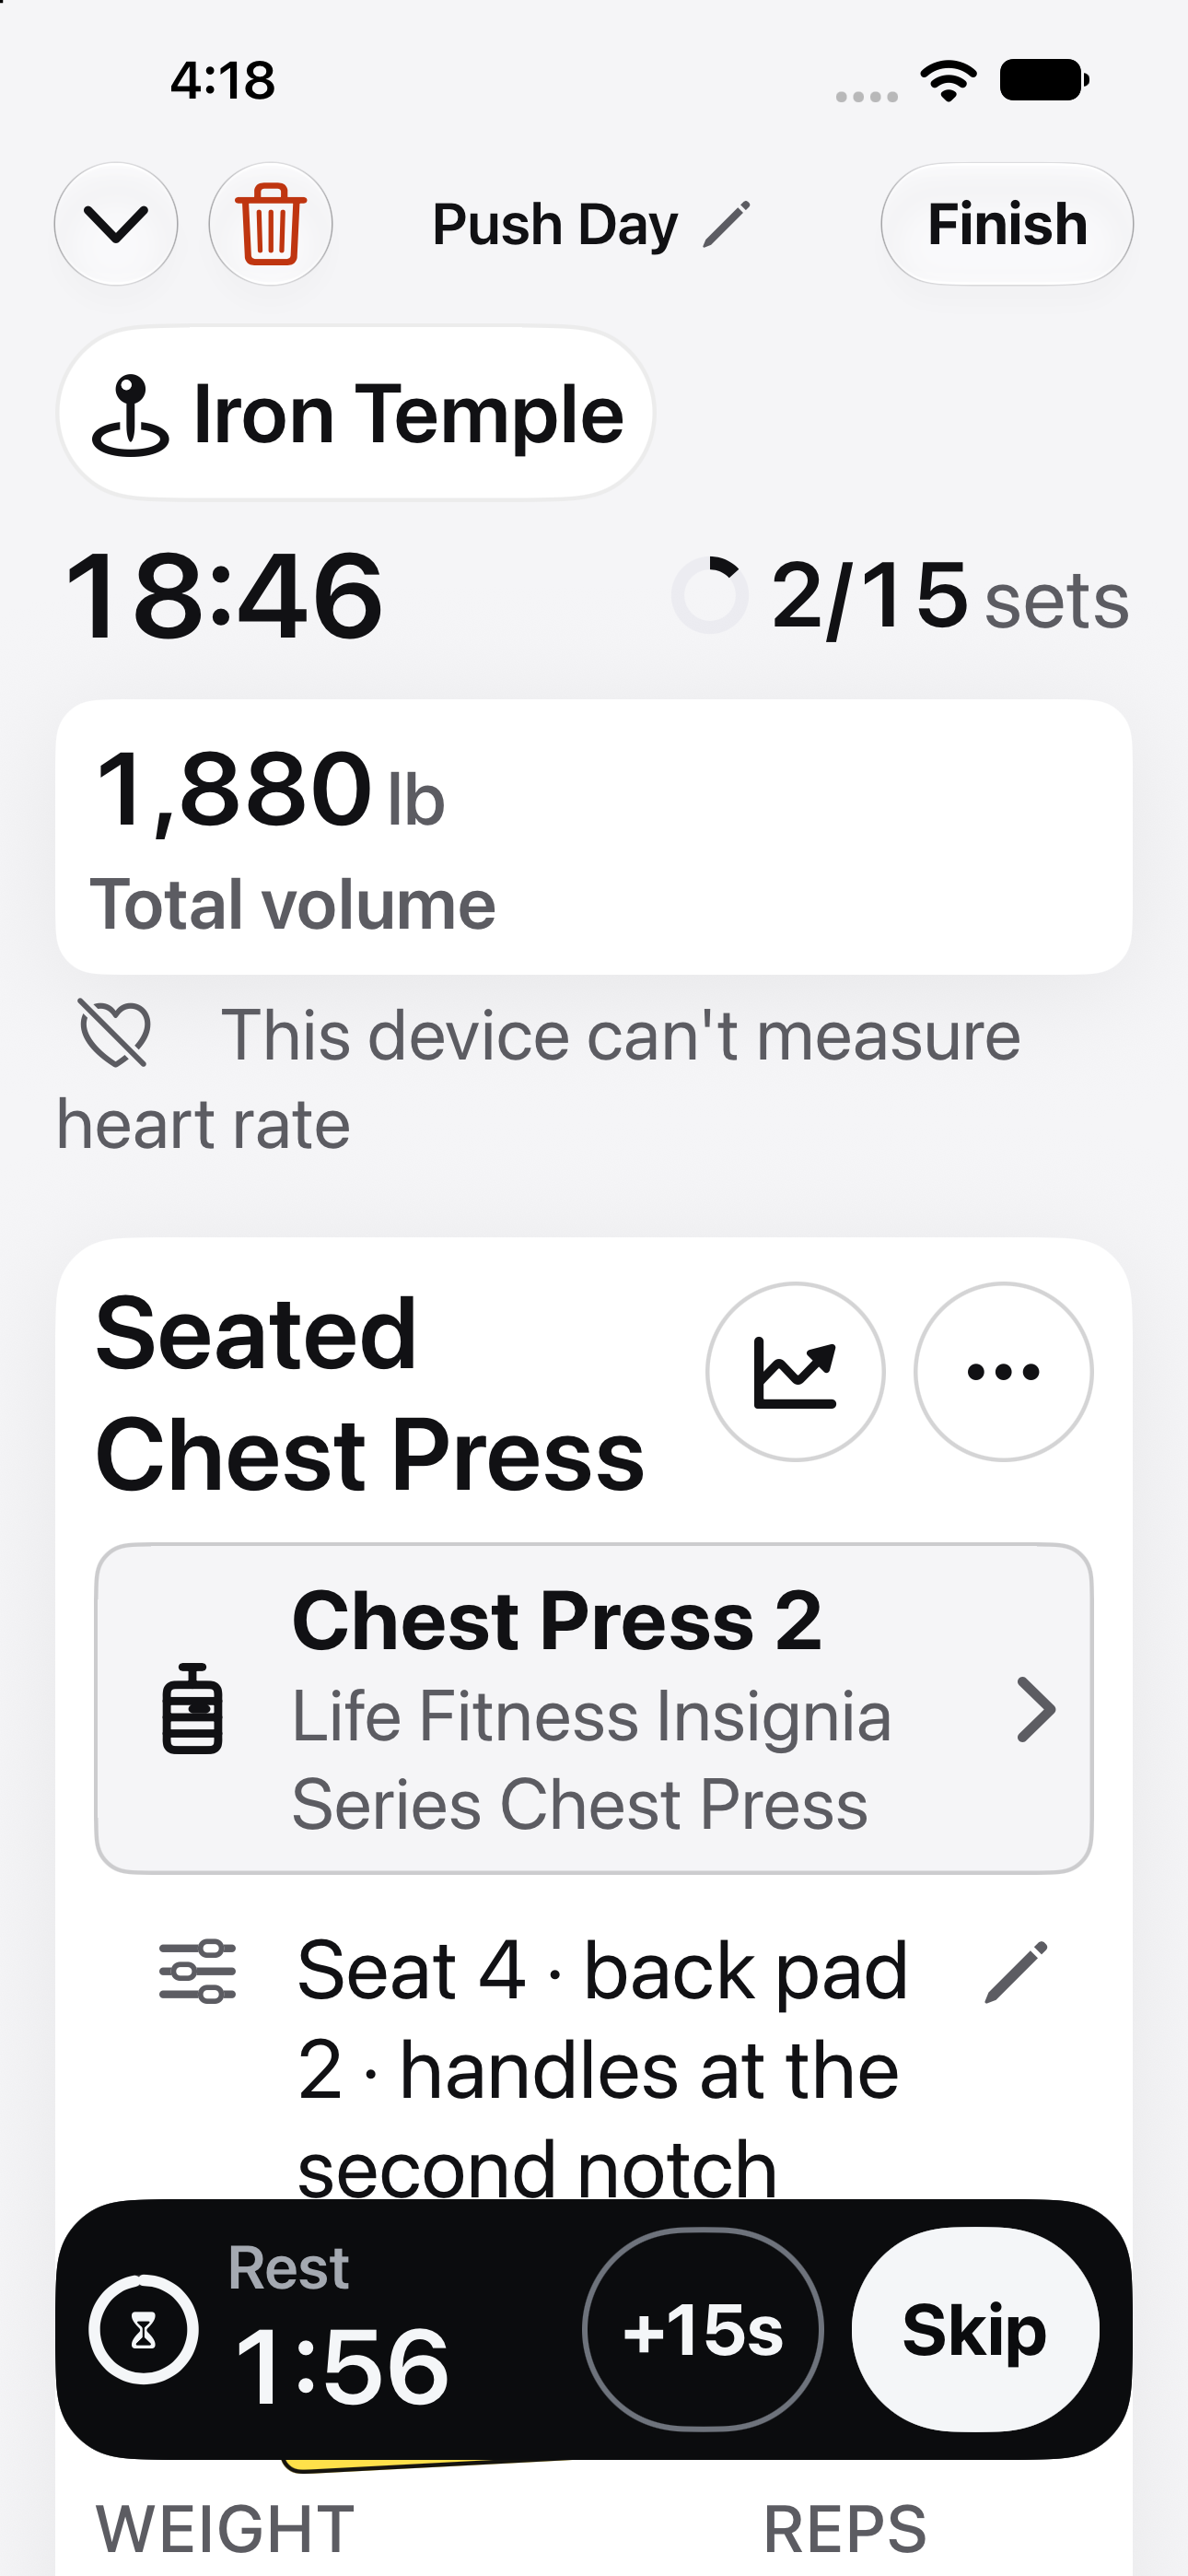 4:18
Push Day
Finish
Iron Temple
18:46
2/15 sets
1,880 lb
Total volume
This device can't measure
heart rate
Seated
Chest Press
Chest Press 2
Life Fitness Insignia
Series Chest Press
Seat 4 · back pad
2 · handles at the
second notch
Rest
1:56
+15s
Skip
WEIGHT
REPS